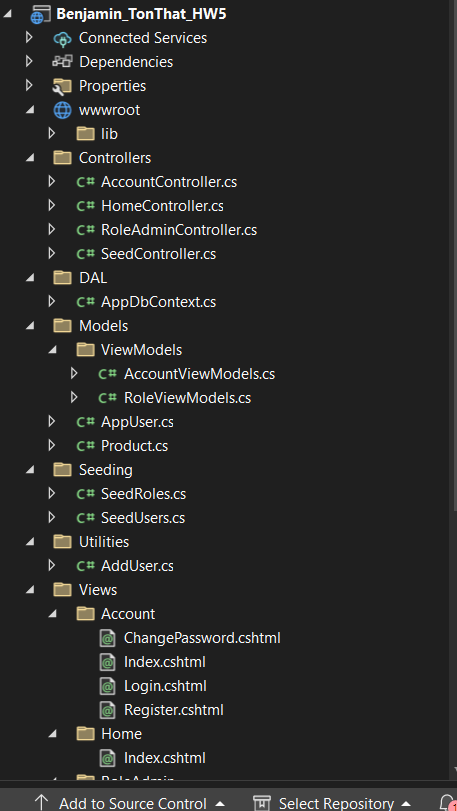 Benjamin_TonThat_HW5
Connected Services
Dependencies
Properties
wwwroot
lib
Controllers
C# AccountController.cs
C# HomeController.cs
C# RoleAdminController.cs
C# SeedController.cs
DAL
C# AppDbContext.cs
Models
ViewModels
C# AccountViewModels.cs
C# RoleViewModels.cs
C# AppUser.cs
C# Product.cs
Seeding
C# SeedRoles.cs
C# SeedUsers.cs
Utilities
C# AddUser.cs
Views
Account
@ ChangePassword.cshtml
@ Index.cshtml
@ Login.cshtml
@ Register.cshtml
Home
@ Index.cshtml
RoleAdmin
Add to Source Control Select Repository